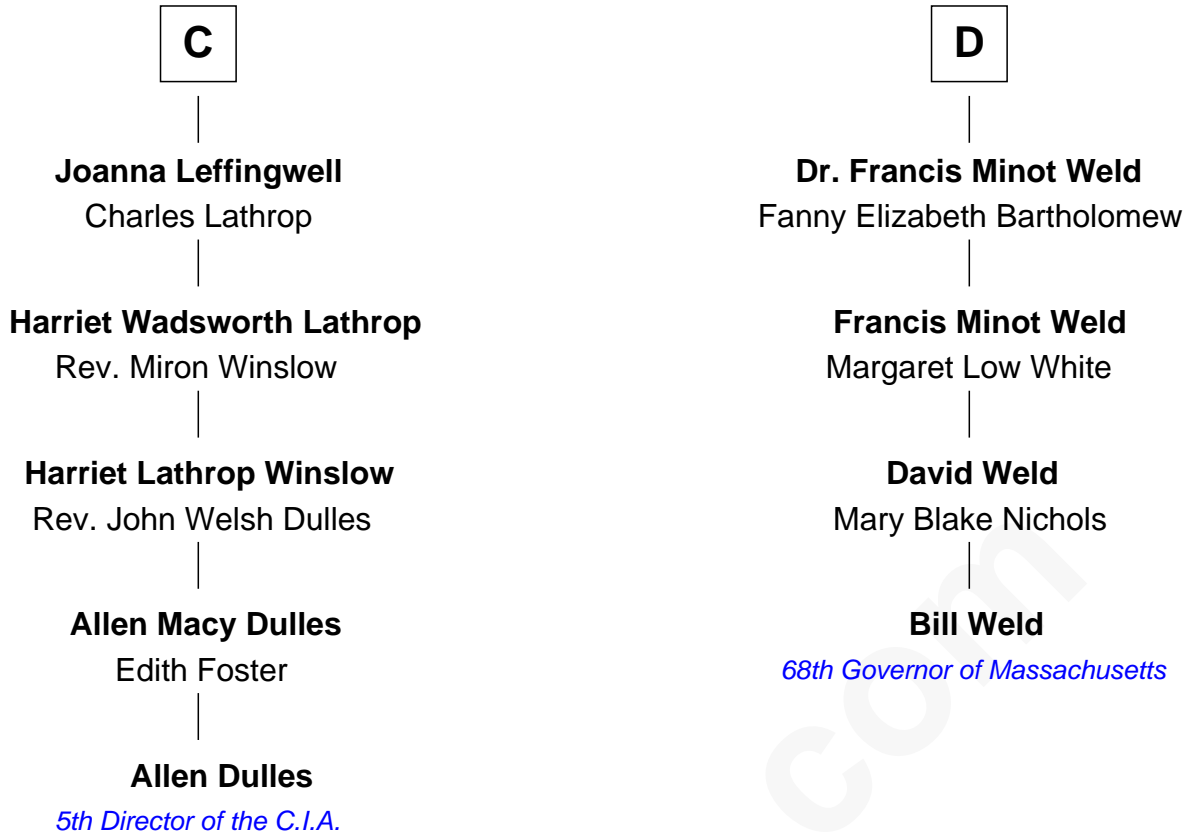 C
Joanna Leffingwell
Charles Lathrop
Harriet Wadsworth Lathrop
Rev. Miron Winslow
Harriet Lathrop Winslow
Rev. John Welsh Dulles
Allen Macy Dulles
Edith Foster
Allen Dulles
5th Director of the C.I.A.
D
Dr. Francis Minot Weld
Fanny Elizabeth Bartholomew
Francis Minot Weld
Margaret Low White
David Weld
Mary Blake Nichols
Bill Weld
68th Governor of Massachusetts
com